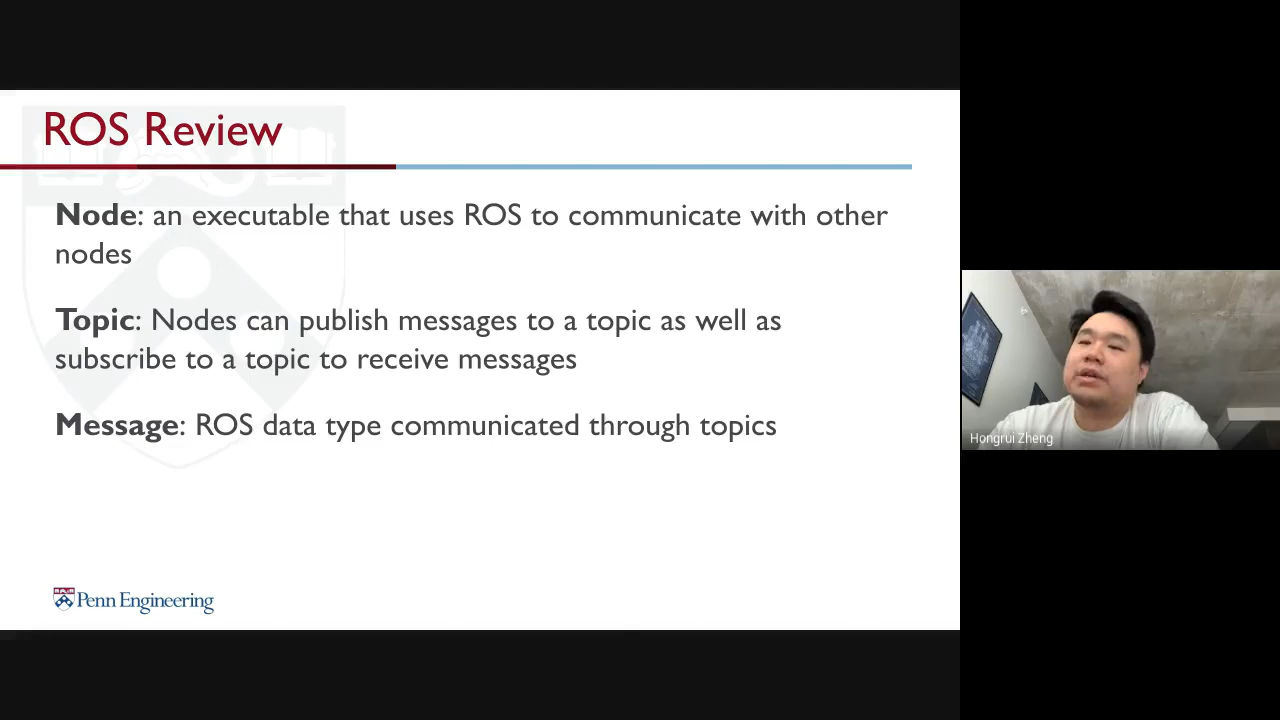 ROS Review
Node: an executable that uses ROS to communicate with other
nodes
Topic: Nodes can publish messages to a topic as well as
subscribe to a topic to receive messages
Message: ROS data type communicated through topics
Hongrui Zheng
Penn Engineering